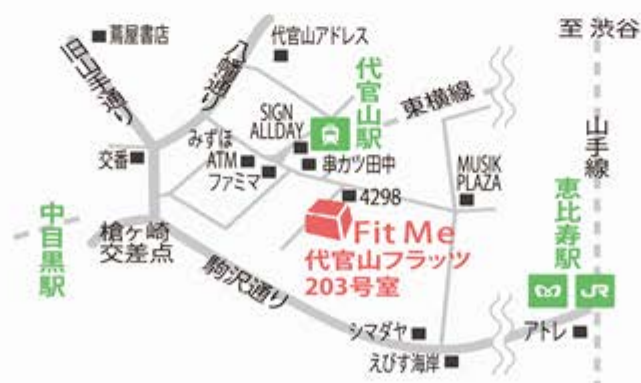 至 渋谷
蔦屋書店
旧山手通り
八幡通り
代官山アドレス
代官山駅
東横線
山手線
SIGN
ALLDAY
みずほ
ATM
ファミマ
串カツ田中
交番
MUSIK
PLAZA
4298
恵比寿駅
中目黒駅
槍ヶ崎
交差点
Fit Me
代官山フラッツ
203号室
駒沢通り
JR
シマダヤ
えびす海岸
アトレ